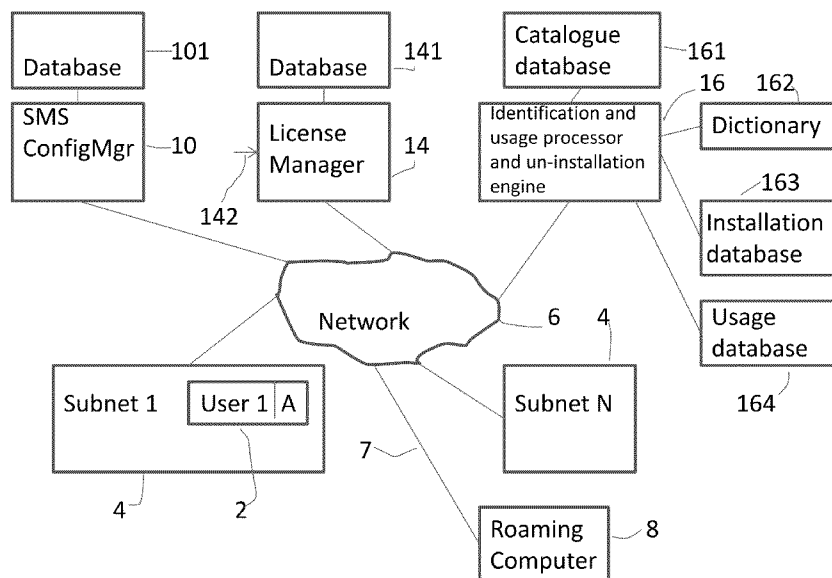 Database
101
Database
141
Catalogue
database
161
SMS
ConfigMgr
10
License
Manager
14
142
Identification and
usage processor
and un-installation
engine
16
162
Dictionary
163
Installation
database
Usage
database
164
Network
6
4
Subnet 1
User 1
A
4
2
7
Subnet N
Roaming
Computer
8